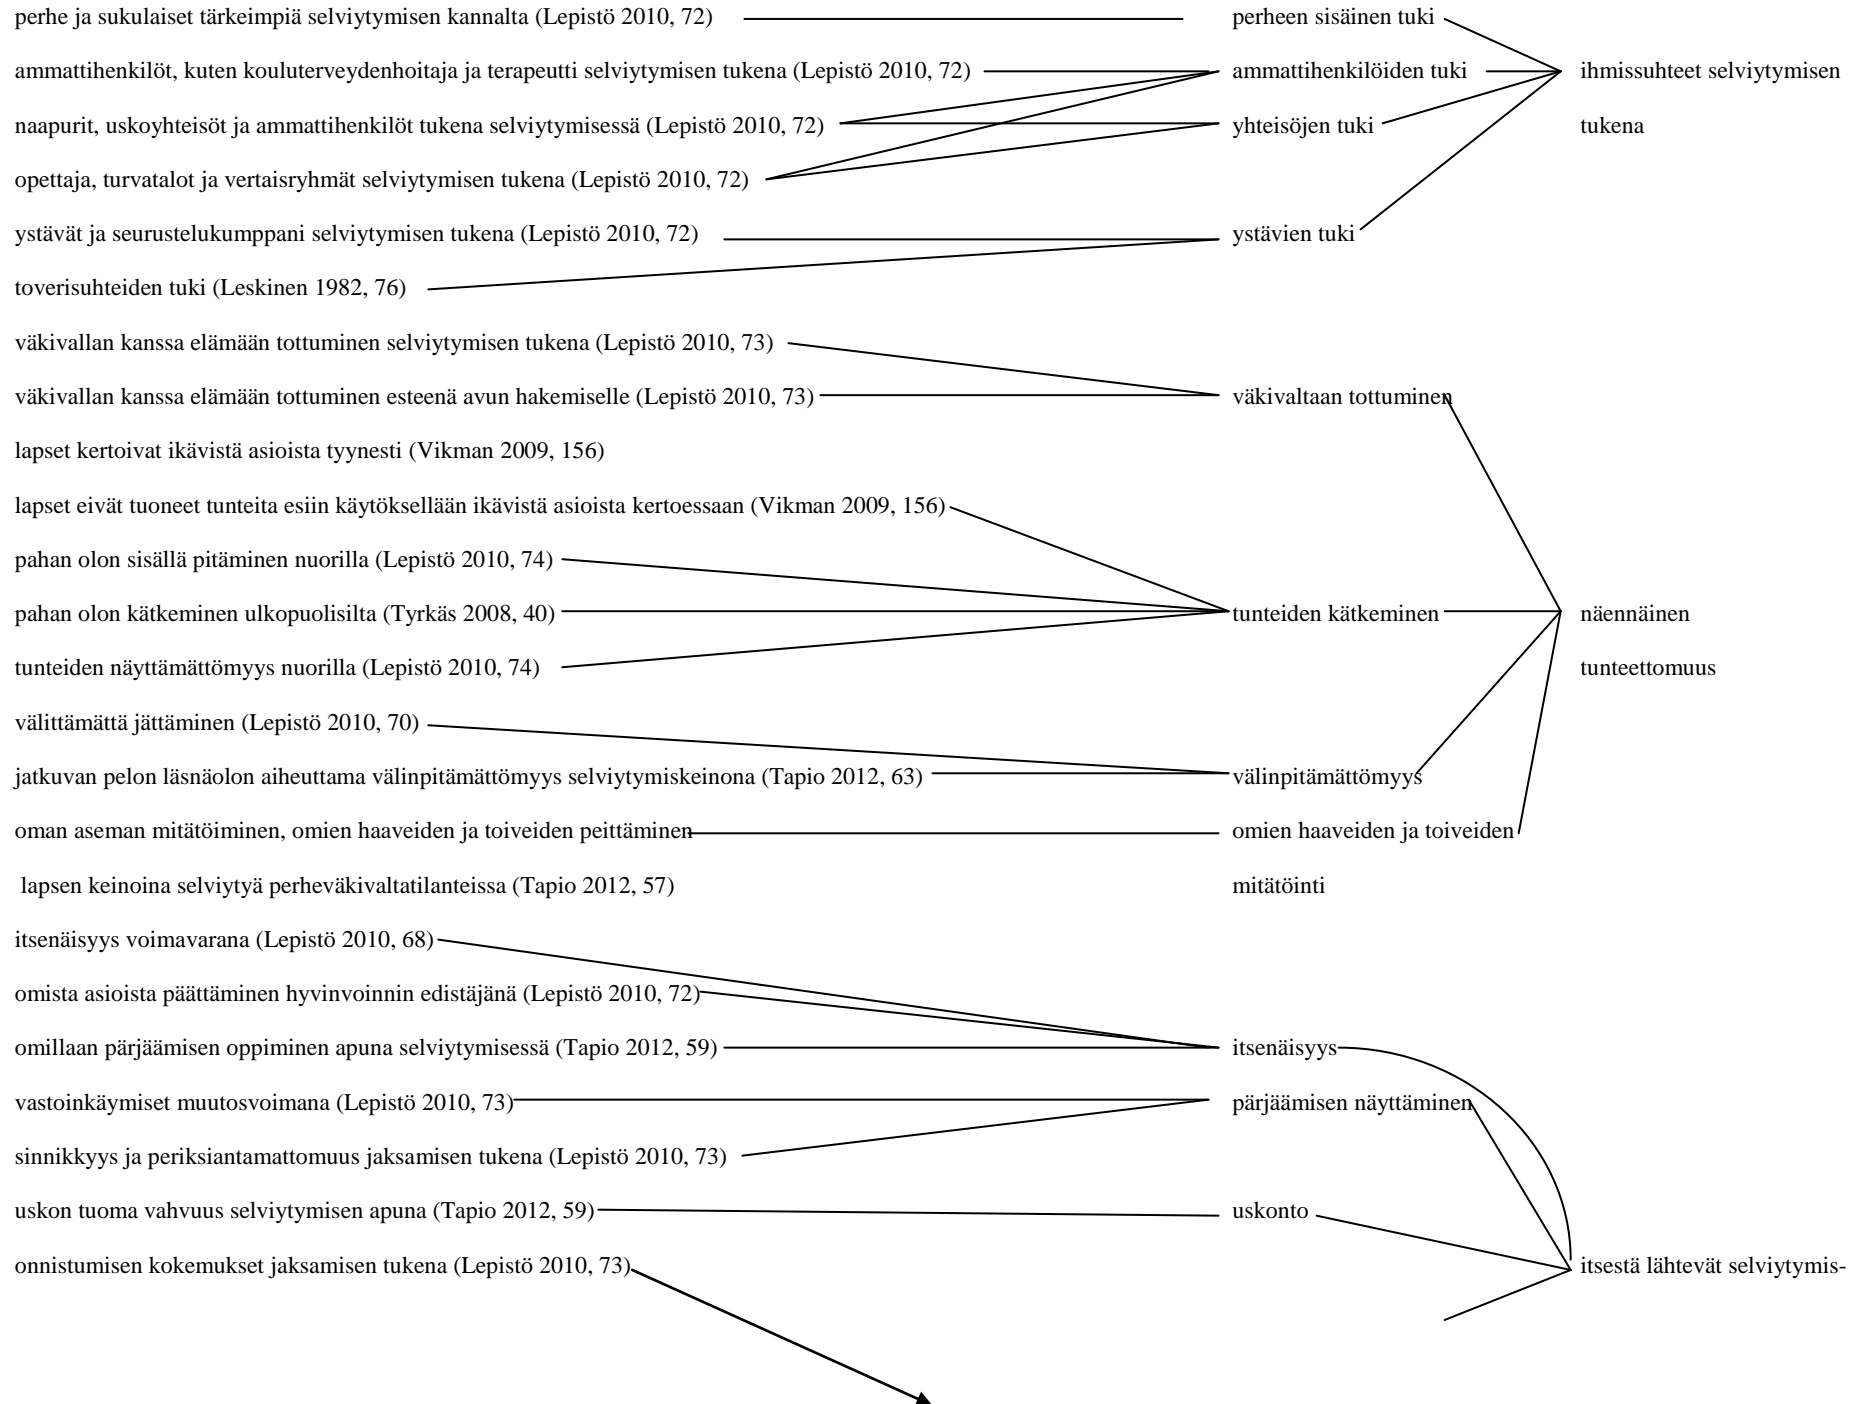 perhe ja sukulaiset tärkeimpiä selviytymisen kannalta (Lepistö 2010, 72) perheen sisäinen tuki
ammattihenkilöt, kuten kouluterveydenhoitaja ja terapeutti selviytymisen tukena (Lepistö 2010, 72) ammattihenkilöiden tuki ihmissuhteet selviytymisen
naapurit, uskoyhteisöt ja ammattihenkilöt tukena selviytymisessä (Lepistö 2010, 72) yhteisöjen tuki tukena
opettaja, turvatalot ja vertaisryhmät selviytymisen tukena (Lepistö 2010, 72)
ystävät ja seurustelukumppani selviytymisen tukena (Lepistö 2010, 72) ystävien tuki
toverisuhteiden tuki (Leskinen 1982, 76)
väkivallan kanssa elämään tottuminen selviytymisen tukena (Lepistö 2010, 73)
väkivallan kanssa elämään tottuminen esteenä avun hakemiselle (Lepistö 2010, 73) väkivaltaan tottuminen
lapset kertoivat ikävistä asioista tyynesti (Vikman 2009, 156)
lapset eivät tuoneet tunteita esiin käytöksellään ikävistä asioista kertoessaan (Vikman 2009, 156)
pahan olon sisällä pitäminen nuorilla (Lepistö 2010, 74)
pahan olon kätkeminen ulkopuolisilta (Tyrkäs 2008, 40) tunteiden kätkeminen näennäinen
tunteiden näyttämättömyys nuorilla (Lepistö 2010, 74) tunteettomuus
välittämättä jättäminen (Lepistö 2010, 70)
jatkuvan pelon läsnäolon aiheuttama välinpitämättömyys selviytymiskeinona (Tapio 2012, 63) välinpitämättömyys
oman aseman mitätöiminen, omien haaveiden ja toiveiden peittäminen omien haaveiden ja toiveiden
lapsen keinoina selviytyä perheväkivaltatilanteissa (Tapio 2012, 57) mitätöinti
itsenäisyys voimavarana (Lepistö 2010, 68)
omista asioista päättäminen hyvinvoinnin edistäjänä (Lepistö 2010, 72)
omillaan pärjäämisen oppiminen apuna selviytymisessä (Tapio 2012, 59) itsenäisyys
vastoinkäymiset muutosvoimana (Lepistö 2010, 73) pärjäämisen näyttäminen
sinnikkyys ja periksiantamattomuus jaksamisen tukena (Lepistö 2010, 73)
uskon tuoma vahvuus selviytymisen apuna (Tapio 2012, 59) uskonto
onnistumisen kokemukset jaksamisen tukena (Lepistö 2010, 73) itsestä lähtevät selviytymis-